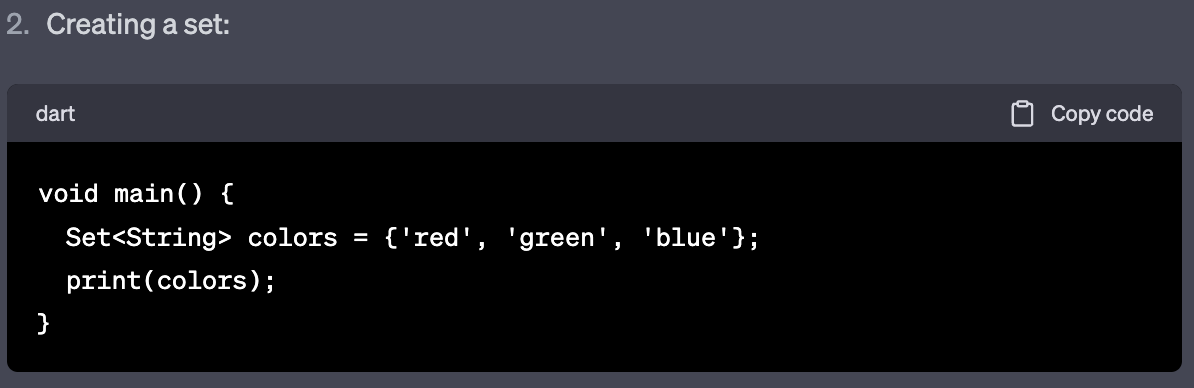 2. Creating a set:
dart
Copy code
void main() {
  Set<String> colors = {'red', 'green', 'blue'};
  print(colors);
}